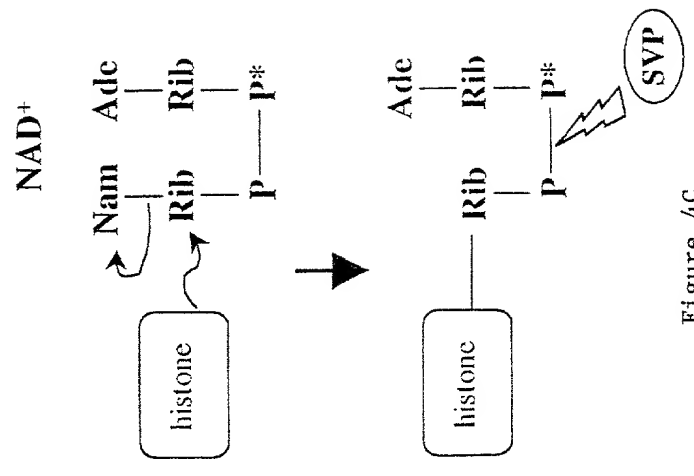 NAD+
Nam Ade
histone Rib Rib
P P*
Ade
histone Rib Rib
P P*
SVP
Figure 4C